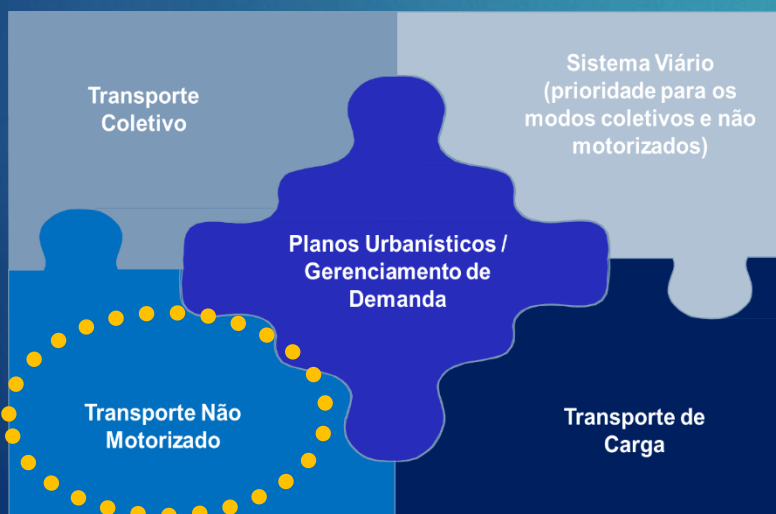 Transporte
Coletivo
Sistema Viário
(prioridade para os
modos coletivos e não
motorizados)
Planos Urbanísticos /
Gerenciamento de
Demanda
Transporte Não
Motorizado
Transporte de
Carga